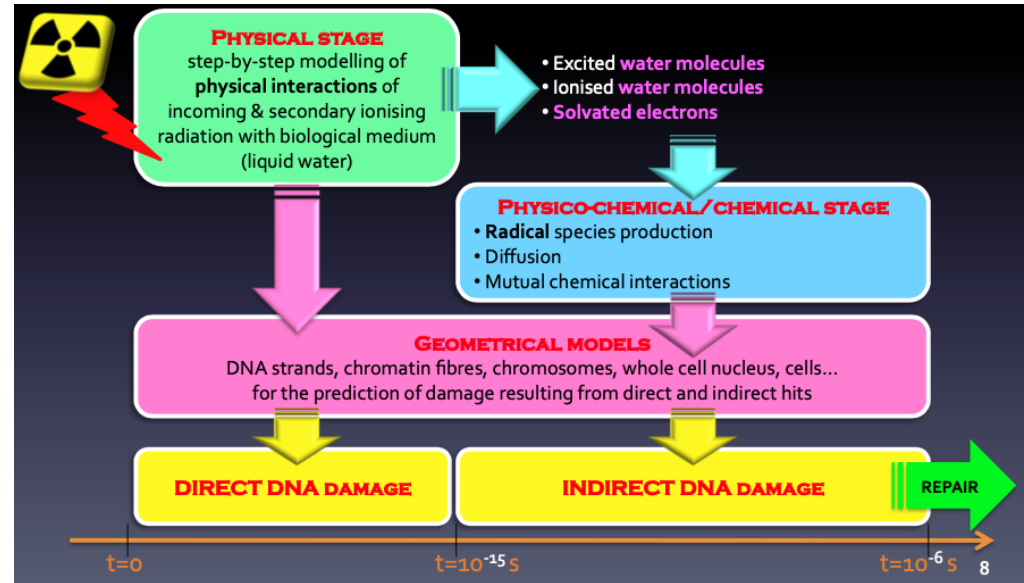 PHYSICAL STAGE
step-by-step modelling of
physical interactions of
incoming & secondary ionising
radiation with biological medium
(liquid water)
• Excited water molecules
• Ionised water molecules
• Solvated electrons
PHYSICO-CHEMICAL/CHEMICAL STAGE
• Radical species production
• Diffusion
• Mutual chemical interactions
GEOMETRICAL MODELS
DNA strands, chromatin fibres, chromosomes, whole cell nucleus, cells...
for the prediction of damage resulting from direct and indirect hits
DIRECT DNA DAMAGE
INDIRECT DNA DAMAGE
REPAIR
t=0
t=10⁻¹⁵ s
t=10⁻⁶ s
8